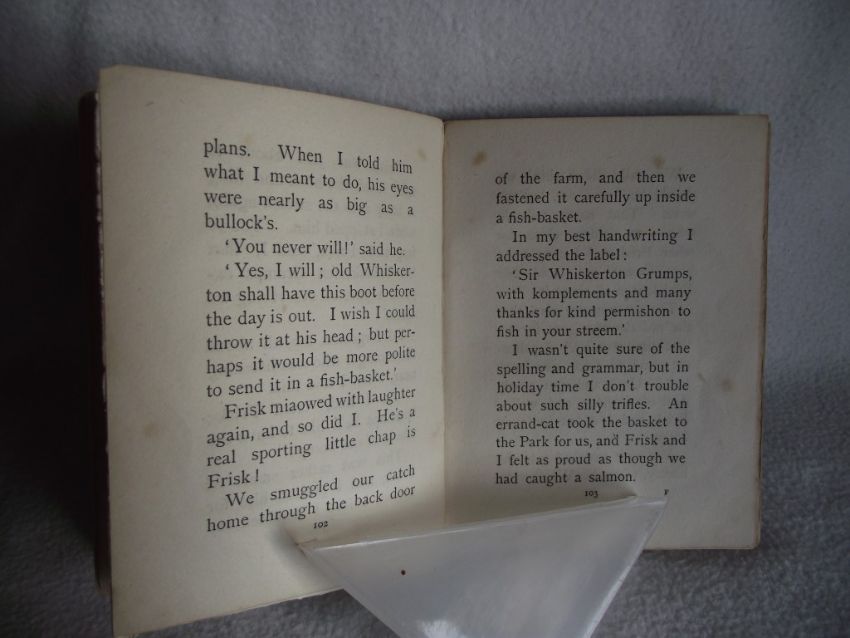 plans. When I told him
what I meant to do, his eyes
were nearly as big as a
bullock's.
'You never will!' said he.
'Yes, I will; old Whisker-
ton shall have this boot before
the day is out. I wish I could
throw it at his head; but per-
haps it would be more polite
to send it in a fish-basket.'
Frisk miaowed with laughter
again, and so did I. He's a
real sporting little chap is
Frisk!
We smuggled our catch
home through the back door
102
of the farm, and then we
fastened it carefully up inside
a fish-basket.
In my best handwriting I
addressed the label:
'Sir Whiskerton Grumps,
with komplements and many
thanks for kind permishon to
fish in your streem.'
I wasn't quite sure of the
spelling and grammar, but in
holiday time I don't trouble
about such silly trifles. An
errand-cat took the basket to
the Park for us, and Frisk and
I felt as proud as though we
had caught a salmon.
103 F